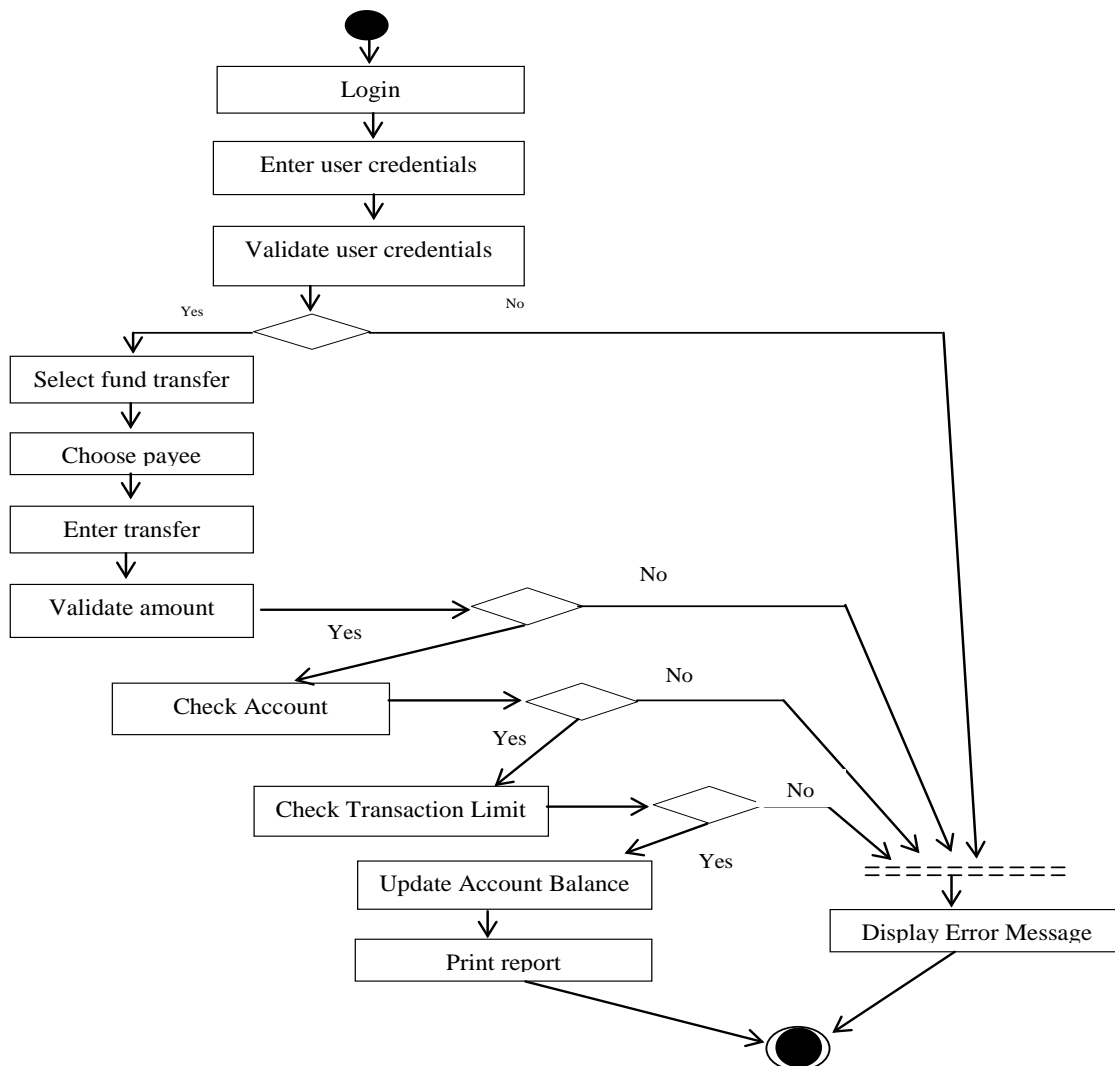 Login
Enter user credentials
Validate user credentials
Yes
No
Select fund transfer
Choose payee
Enter transfer
Validate amount
No
Yes
Check Account
No
Yes
Check Transaction Limit
No
Yes
Update Account Balance
Display Error Message
Print report